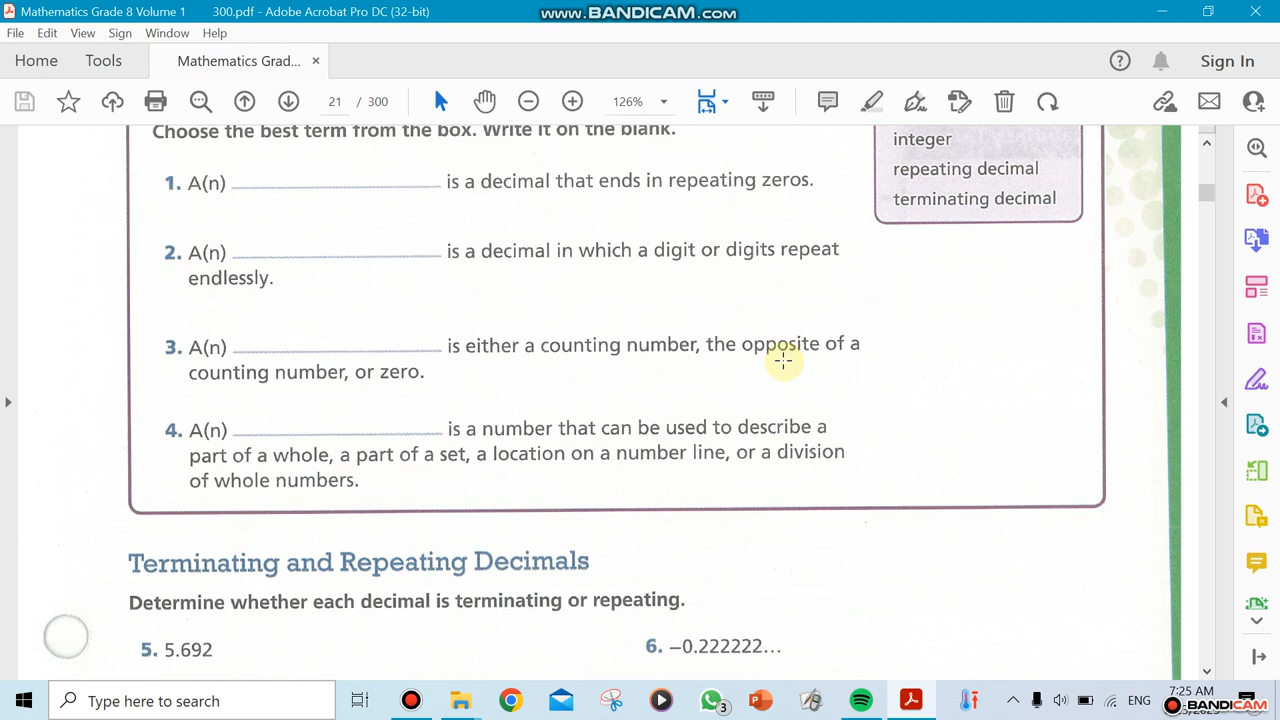 Mathematics Grade 8 Volume 1 300.pdf - Adobe Acrobat Pro DC (32-bit)
www.BANDICAM.com
File Edit View Sign Window Help
Home Tools Mathematics Grad... × Sign In
21 / 300 126%
Choose the best term from the box. Write it on the blank.
integer
repeating decimal
terminating decimal
1. A(n) is a decimal that ends in repeating zeros.
2. A(n) is a decimal in which a digit or digits repeat
endlessly.
3. A(n) is either a counting number, the opposite of a
counting number, or zero.
4. A(n) is a number that can be used to describe a
part of a whole, a part of a set, a location on a number line, or a division
of whole numbers.
Terminating and Repeating Decimals
Determine whether each decimal is terminating or repeating.
5. 5.692
6. −0.222222...
Type here to search
3
ENG
7:25 AM
BANDICAM